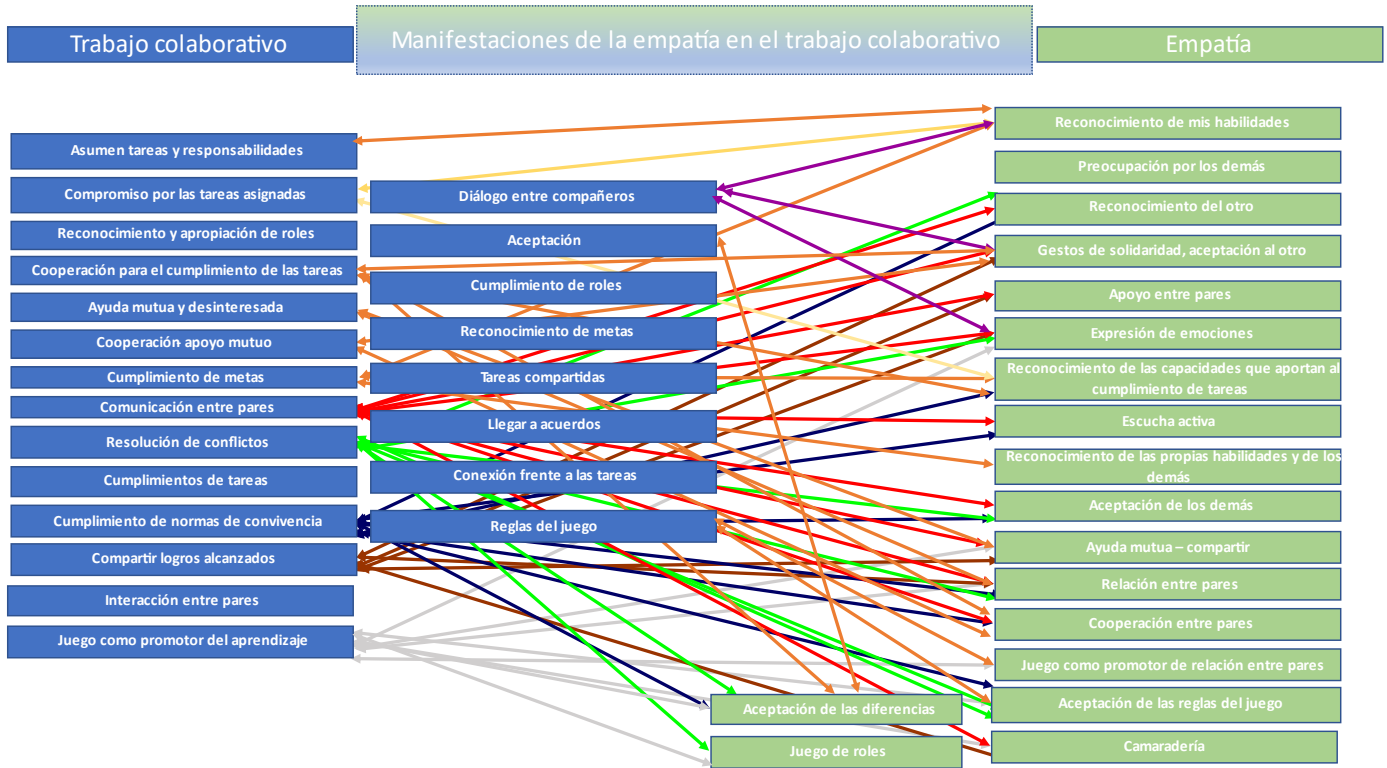 Trabajo colaborativo
Manifestaciones de la empatía en el trabajo colaborativo
Empatía
Asumen tareas y responsabilidades
Compromiso por las tareas asignadas
Reconocimiento y apropiación de roles
Cooperación para el cumplimiento de las tareas
Ayuda mutua y desinteresada
Cooperación- apoyo mutuo
Cumplimiento de metas
Comunicación entre pares
Resolución de conflictos
Cumplimientos de tareas
Cumplimiento de normas de convivencia
Compartir logros alcanzados
Interacción entre pares
Juego como promotor del aprendizaje
Diálogo entre compañeros
Aceptación
Cumplimiento de roles
Reconocimiento de metas
Tareas compartidas
Llegar a acuerdos
Conexión frente a las tareas
Reglas del juego
Aceptación de las diferencias
Juego de roles
Reconocimiento de mis habilidades
Preocupación por los demás
Reconocimiento del otro
Gestos de solidaridad, aceptación al otro
Apoyo entre pares
Expresión de emociones
Reconocimiento de las capacidades que aportan al
cumplimiento de tareas
Escucha activa
Reconocimiento de las propias habilidades y de los
demás
Aceptación de los demás
Ayuda mutua – compartir
Relación entre pares
Cooperación entre pares
Juego como promotor de relación entre pares
Aceptación de las reglas del juego
Camaradería